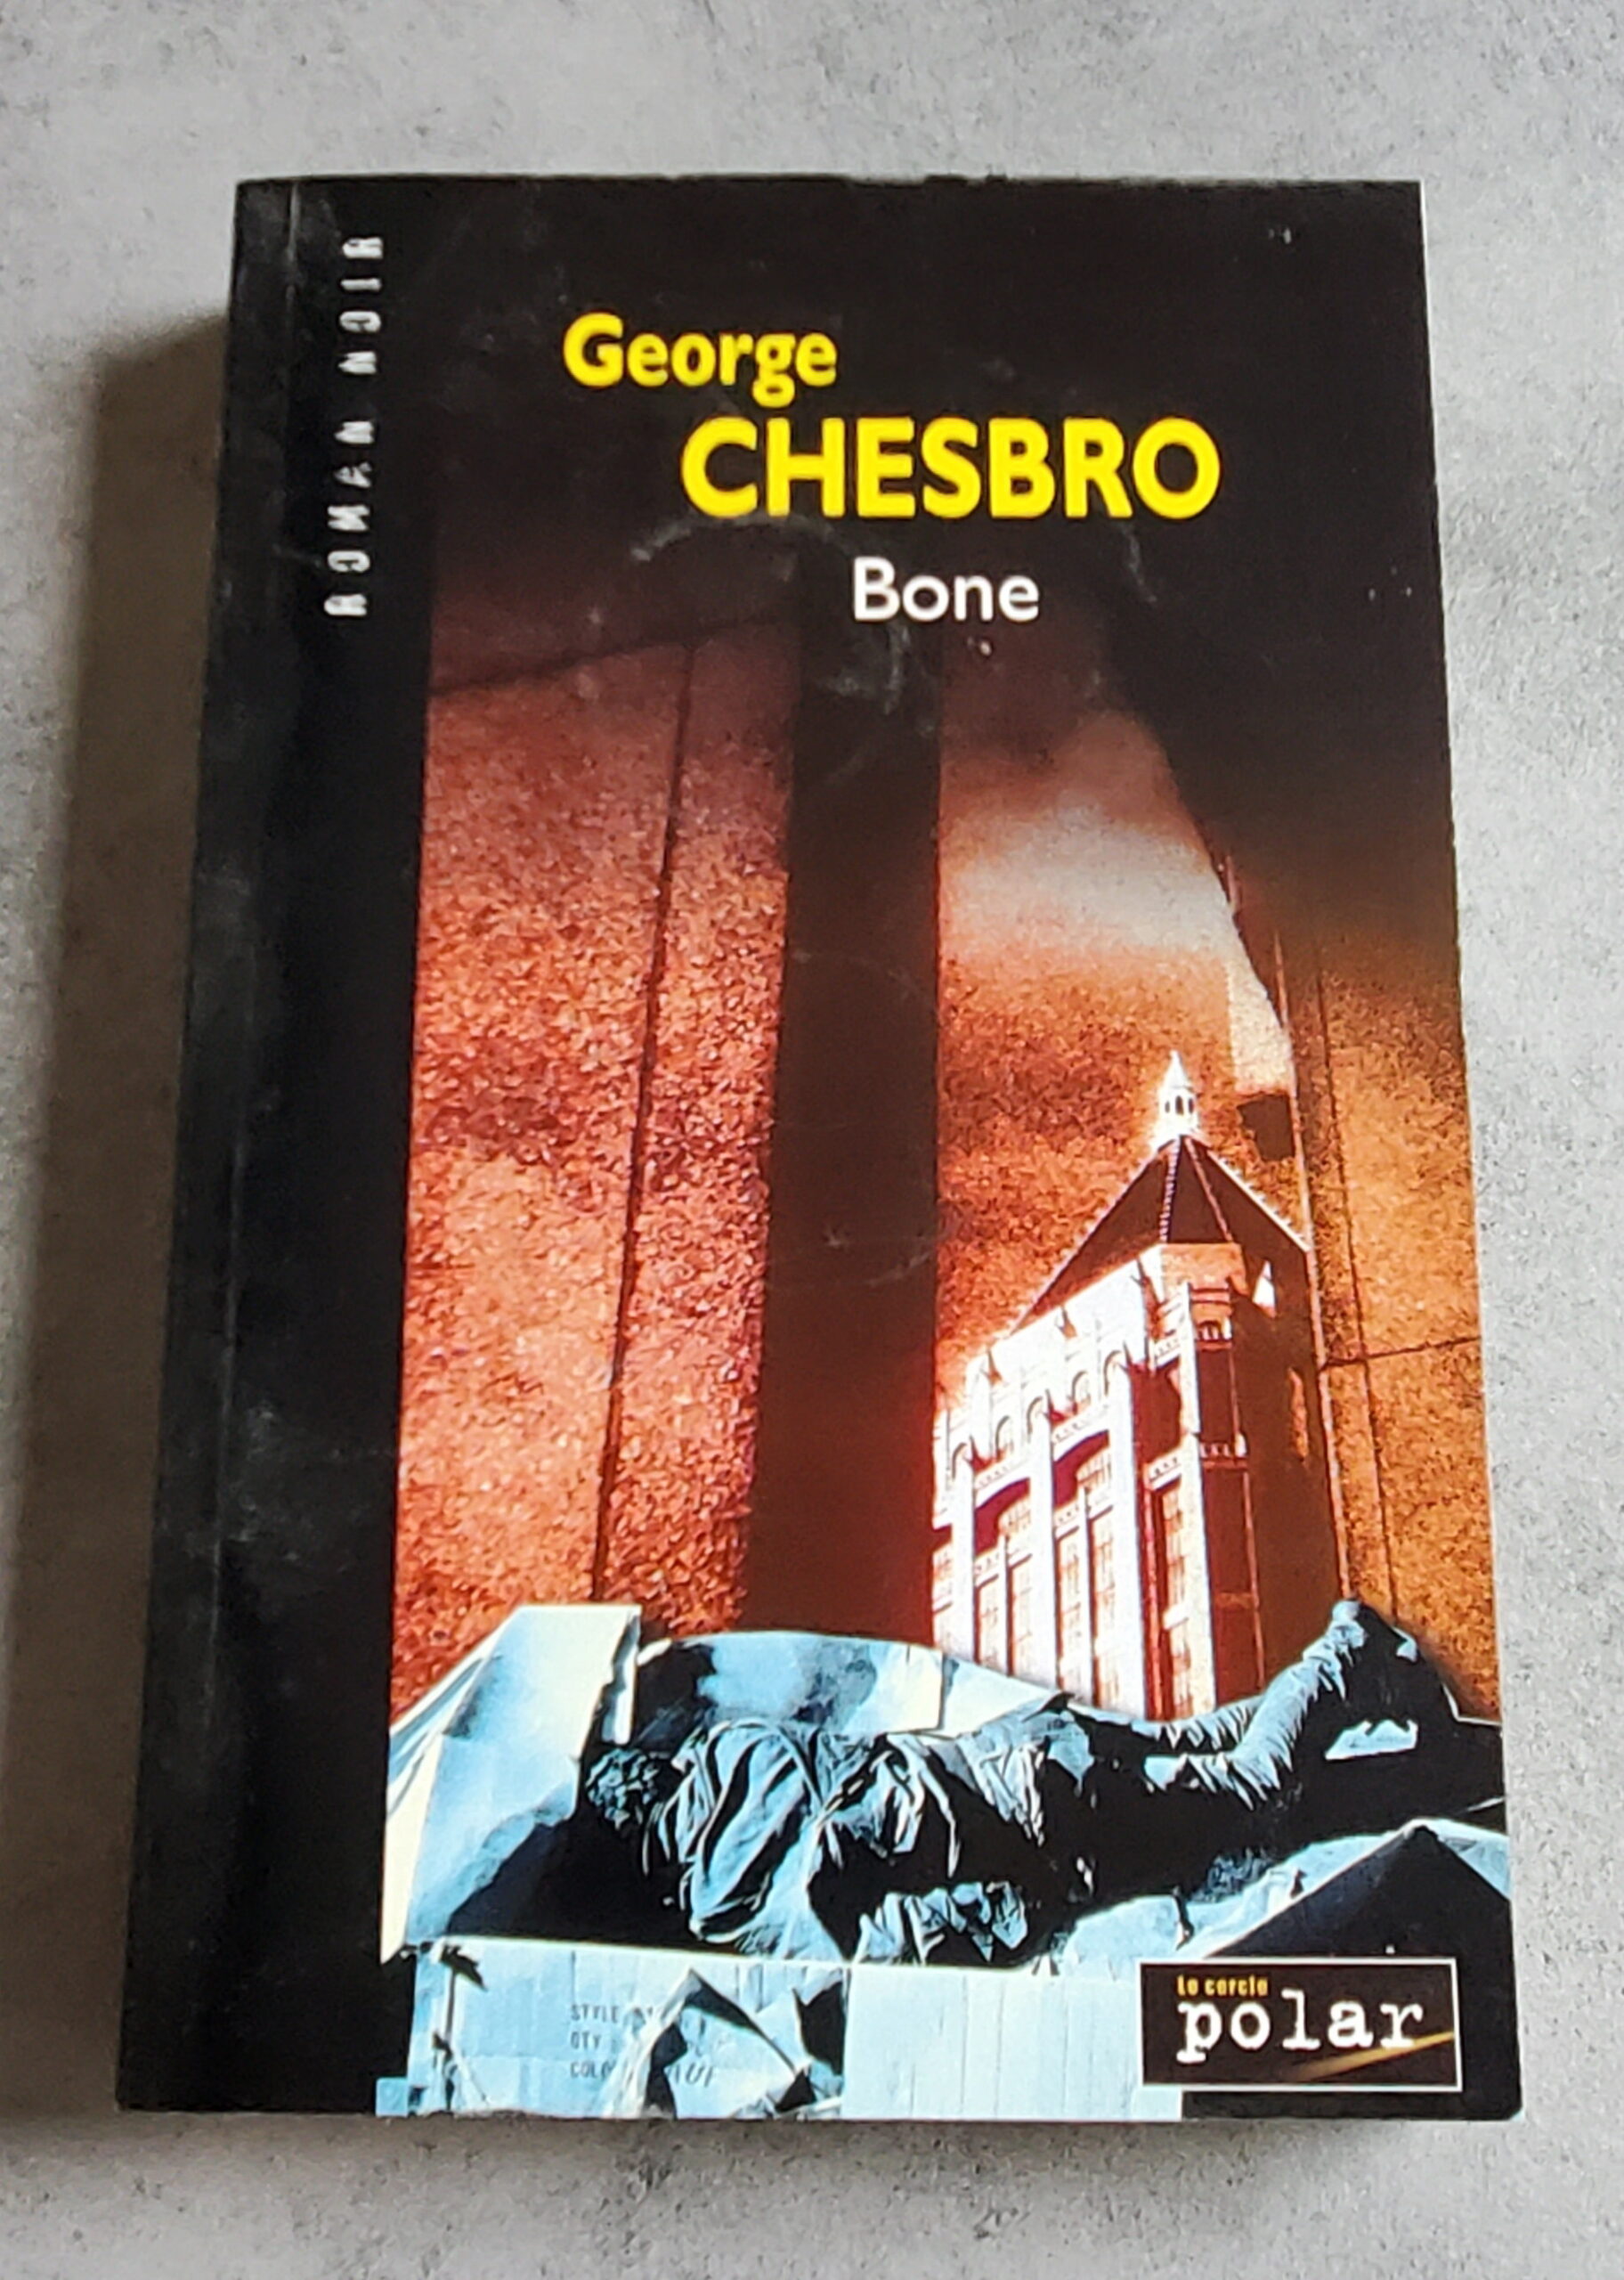 ROMAN NOIR
George
CHESBRO
Bone
STYLE
QTY
Le cercle
polar